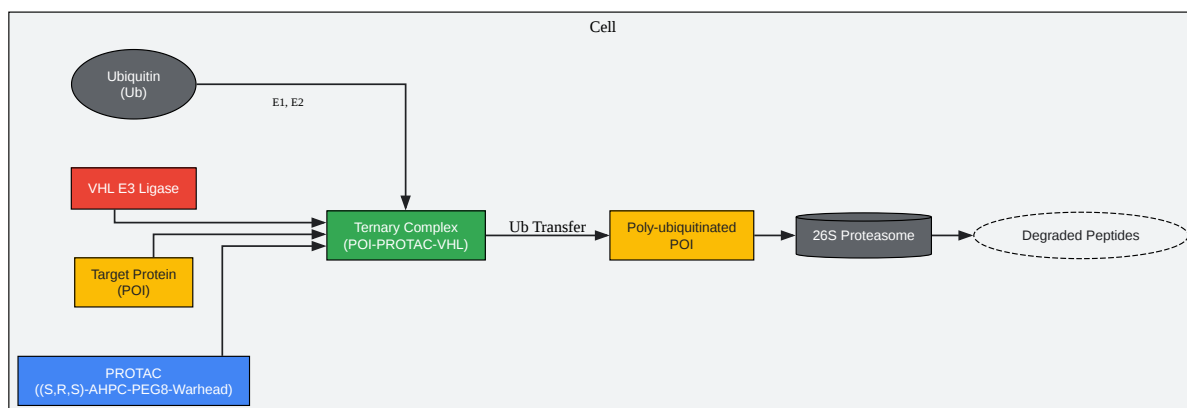 Cell
Ubiquitin
(Ub)
E1, E2
VHL E3 Ligase
Target Protein
(POI)
PROTAC
((S,R,S)-AHPC-PEG8-Warhead)
Ternary Complex
(POI-PROTAC-VHL)
Ub Transfer
Poly-ubiquitinated
POI
26S Proteasome
Degraded Peptides